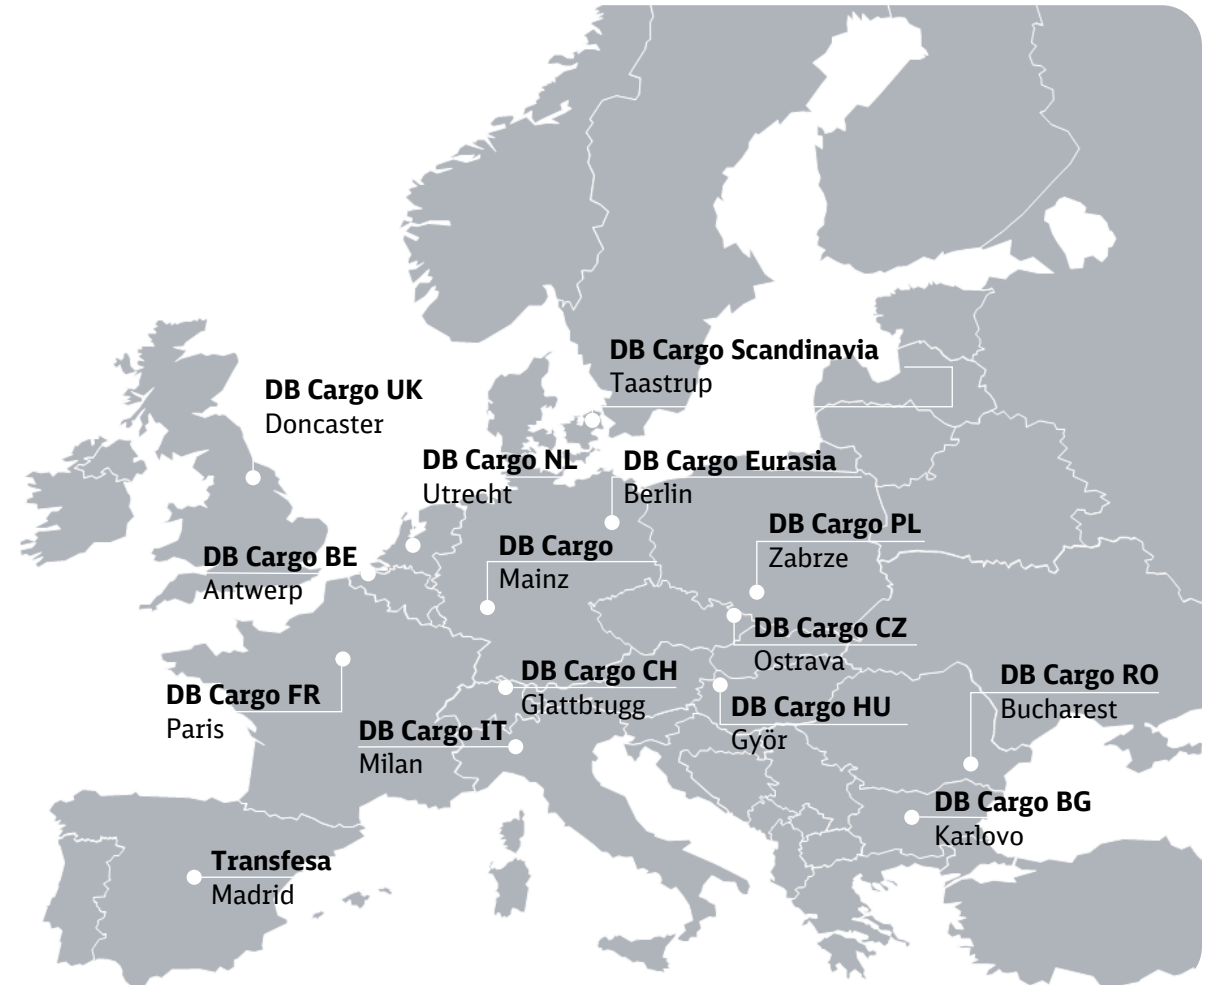 DB Cargo Scandinavia
Taastrup
DB Cargo UK
Doncaster
DB Cargo NL
Utrecht
DB Cargo Eurasia
Berlin
DB Cargo PL
Zabrze
DB Cargo BE
Antwerp
DB Cargo
Mainz
DB Cargo CZ
Ostrava
DB Cargo CH
Glattbrugg
DB Cargo RO
Bucharest
DB Cargo FR
Paris
DB Cargo HU
Györ
DB Cargo IT
Milan
DB Cargo BG
Karlovo
Transfesa
Madrid